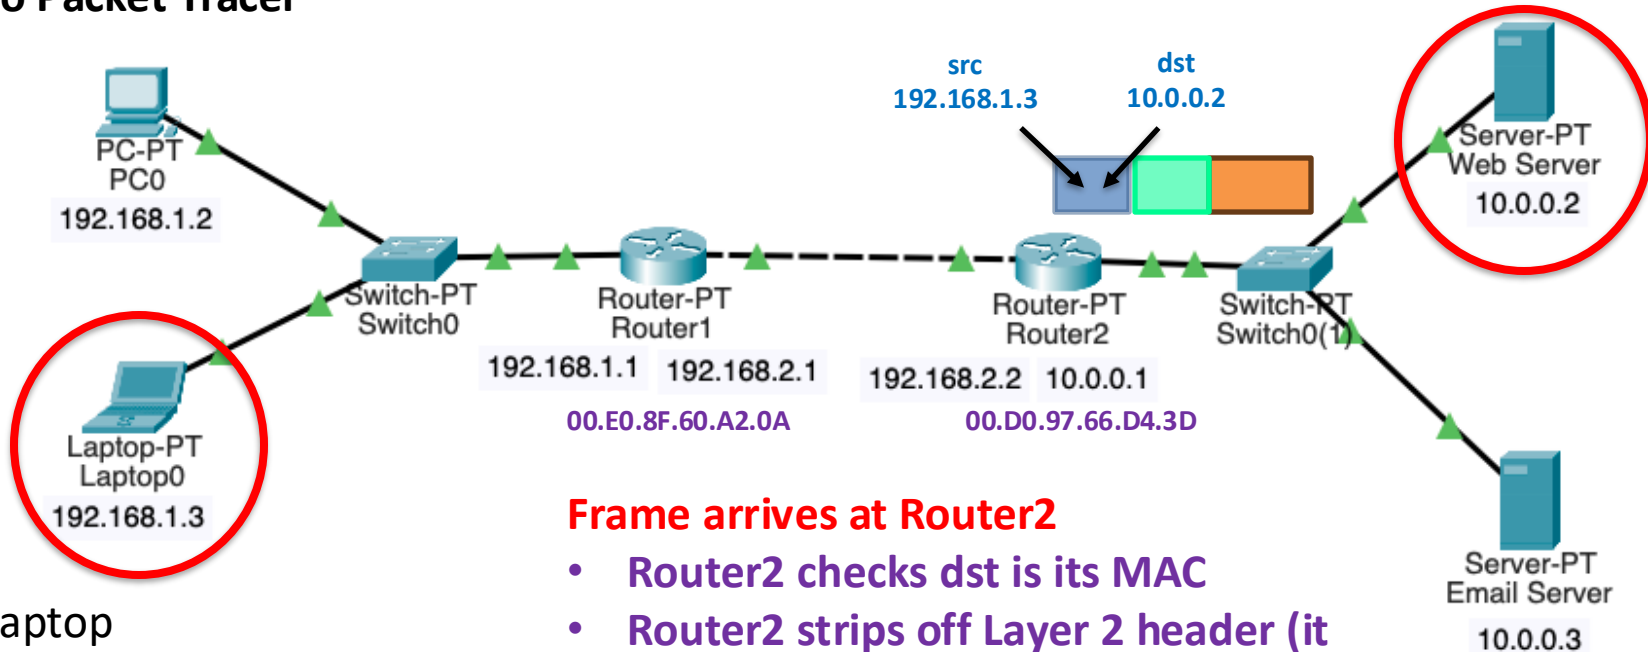 o Packet Tracer
src
192.168.1.3
dst
10.0.0.2
PC-PT
PC0
192.168.1.2
Server-PT
Web Server
10.0.0.2
Switch-PT
Switch0
Router-PT
Router1
192.168.1.1
192.168.2.1
00.E0.8F.60.A2.0A
Router-PT
Router2
192.168.2.2
10.0.0.1
00.D0.97.66.D4.3D
Switch-PT
Switch0(1)
Laptop-PT
Laptop0
192.168.1.3
Server-PT
Email Server
10.0.0.3
Frame arrives at Router2
• Router2 checks dst is its MAC
• Router2 strips off Layer 2 header (it
aptop